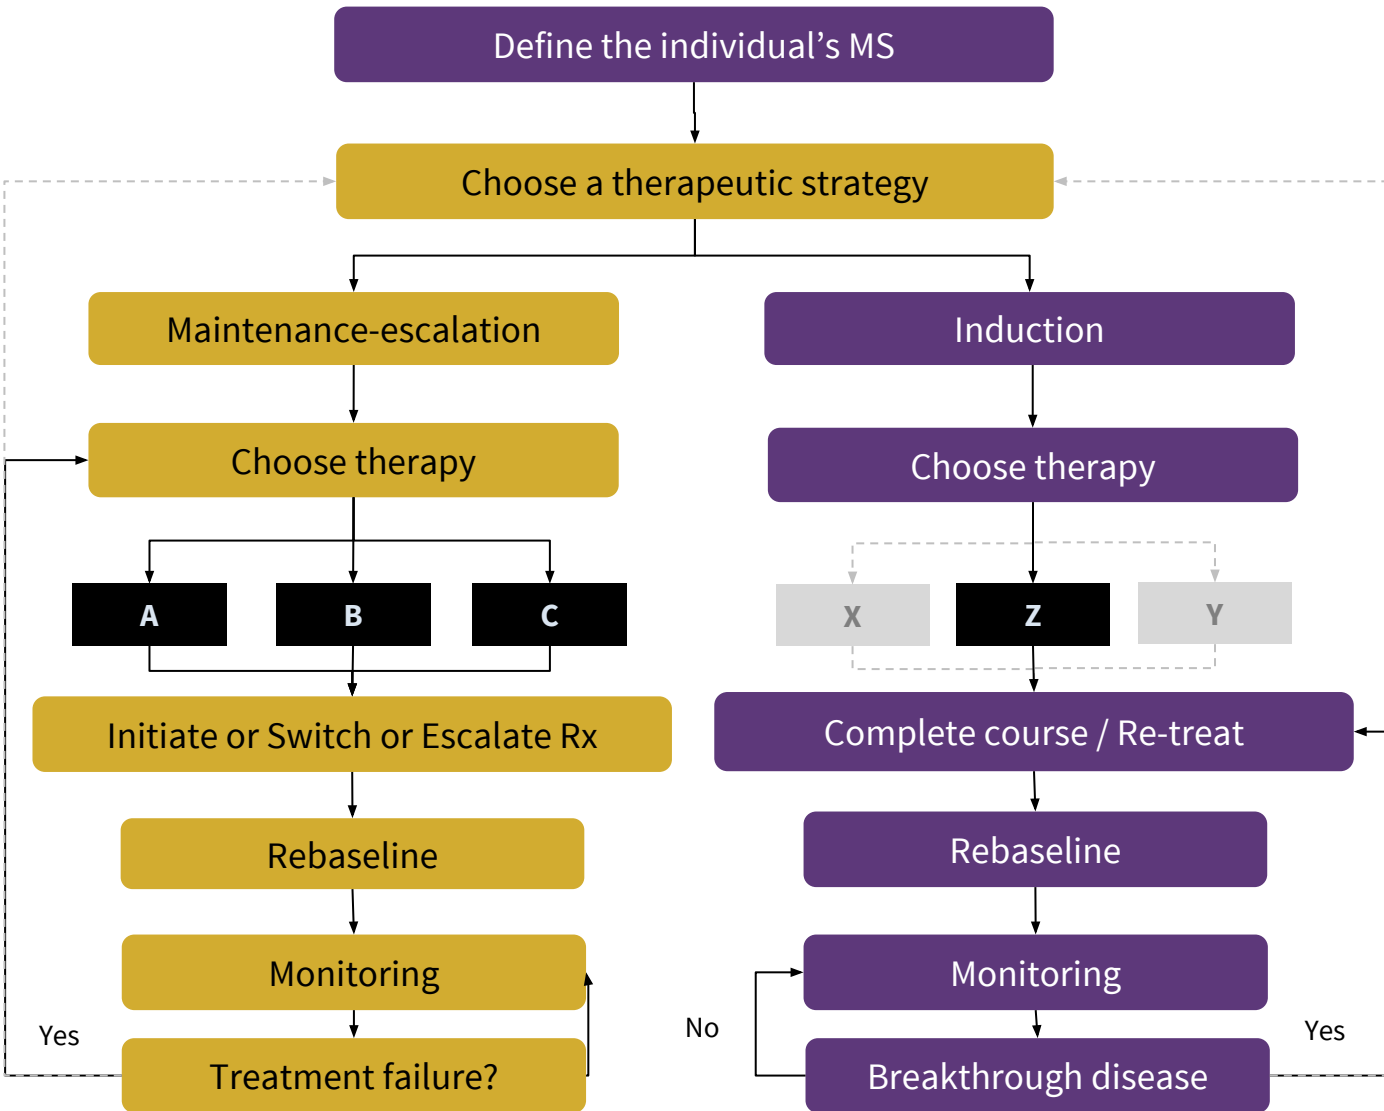 Define the individual’s MS
Choose a therapeutic strategy
Maintenance-escalation
Induction
Choose therapy
Choose therapy
A
B
C
X
Z
Y
Initiate or Switch or Escalate Rx
Complete course / Re-treat
Rebaseline
Rebaseline
Monitoring
Monitoring
Yes
No
Yes
Treatment failure?
Breakthrough disease